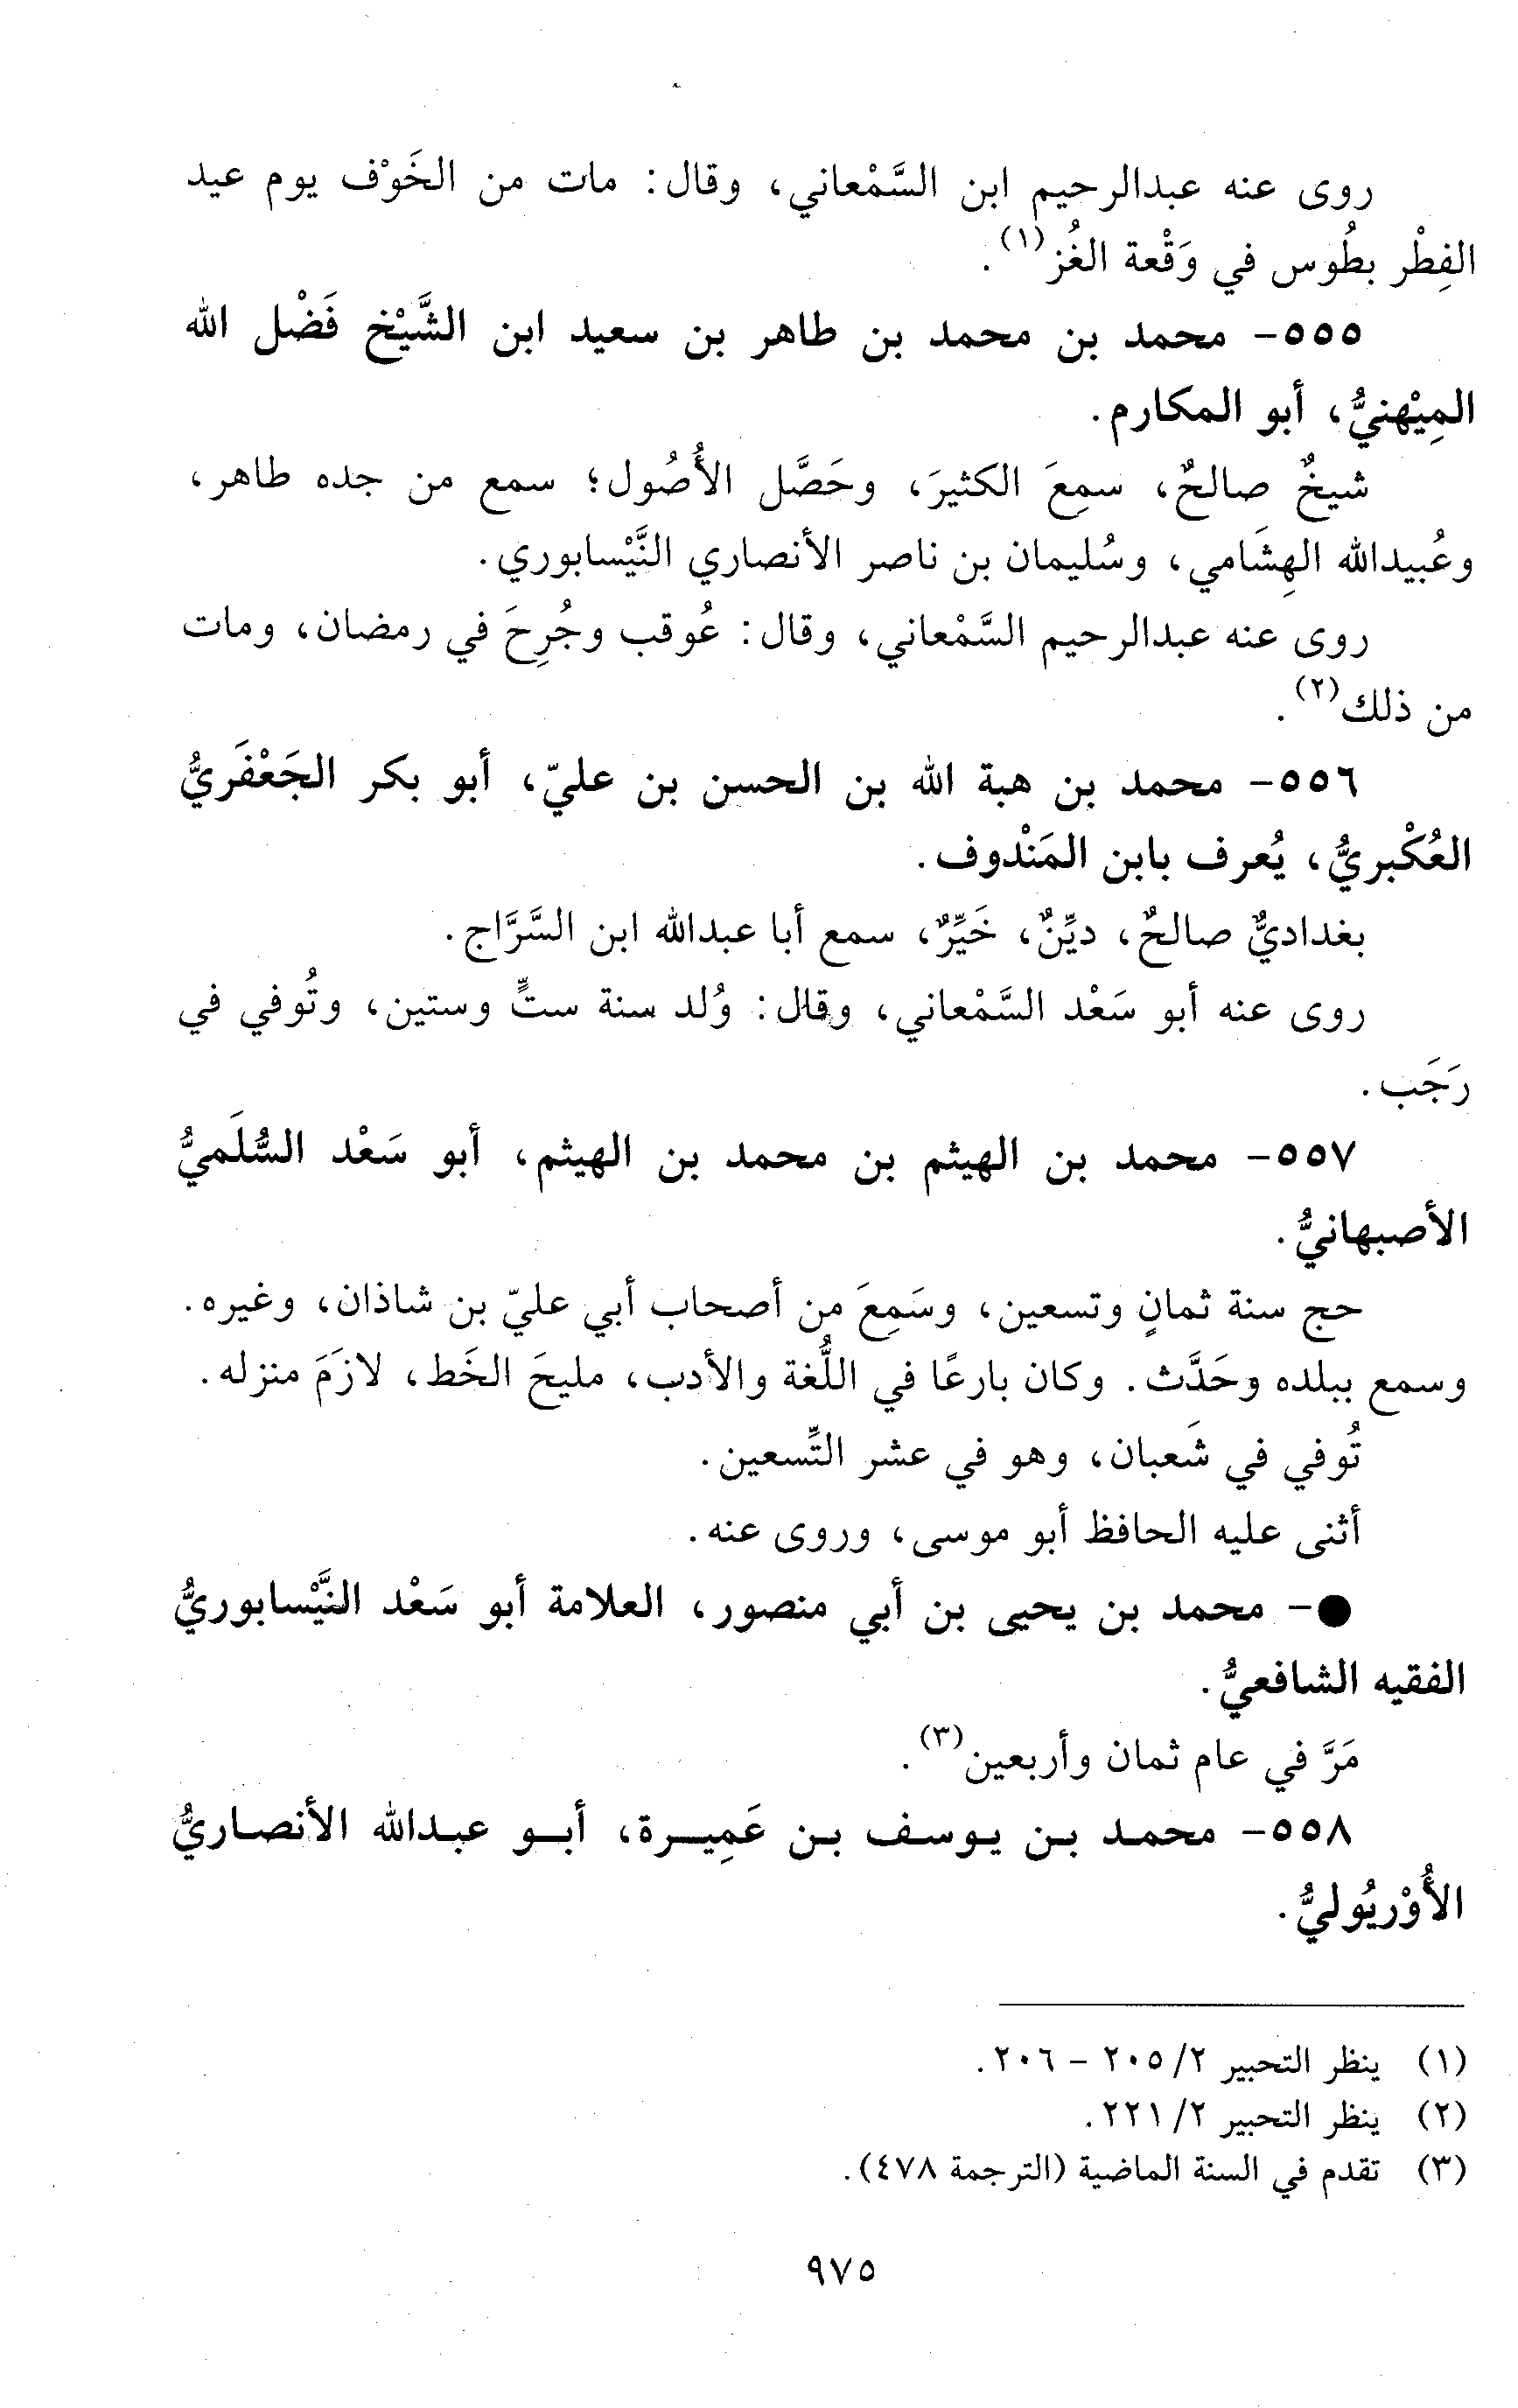 روى عنه عبدالرحيم ابن السَّمْعاني، وقال: مات من الخَوْف يوم عيد
الفِطْر بطُوس في وَقْعة الغُز(١).
٥٥٥- محمد بن محمد بن طاهر بن سعيد ابن الشَّيْخ فَضْل الله
المِيْهنيُّ، أبو المكارم.
شيخٌ صالحٌ، سمِعَ الكثيرَ، وحَصَّل الأُصُول؛ سمع من جده طاهر،
وعُبيدالله الهِشَامي، وسُليمان بن ناصر الأنصاري النَّيْسابوري.
روى عنه عبدالرحيم السَّمْعاني، وقال: عُوقب وجُرِحَ في رمضان، ومات
من ذلك(٢).
٥٥٦- محمد بن هبة الله بن الحسن بن عليّ، أبو بكر الجَعْفَريُّ
العُكْبريُّ، يُعرف بابن المَنْدوف.
بغداديٌّ صالحٌ، ديِّنٌ، خَيِّرٌ، سمع أبا عبدالله ابن السَّرَّاج.
روى عنه أبو سَعْد السَّمْعاني، وقال: وُلد سنة ستٍّ وستين، وتُوفي في
رَجَب.
٥٥٧- محمد بن الهيثم بن محمد بن الهيثم، أبو سَعْد السُّلَميُّ
الأصبهانيُّ.
حج سنة ثمانٍ وتسعين، وسَمِعَ من أصحاب أبي عليّ بن شاذان، وغيره.
وسمع ببلده وحَدَّث. وكان بارعًا في اللُّغة والأدب، مليحَ الخَط، لازَمَ منزله.
تُوفي في شَعبان، وهو في عشر التِّسعين.
أثنى عليه الحافظ أبو موسى، وروى عنه.
●- محمد بن يحيى بن أبي منصور، العلامة أبو سَعْد النَّيْسابوريُّ
الفقيه الشافعيُّ.
مَرَّ في عام ثمان وأربعين(٣).
٥٥٨- محمد بن يوسف بن عَمِيرة، أبو عبدالله الأنصاريُّ
الأُوْريُوليُّ.
(١) ينظر التحبير ٢/ ٢٠٥ - ٢٠٦.
(٢) ينظر التحبير ٢/ ٢٢١.
(٣) تقدم في السنة الماضية (الترجمة ٤٧٨).
٩٧٥